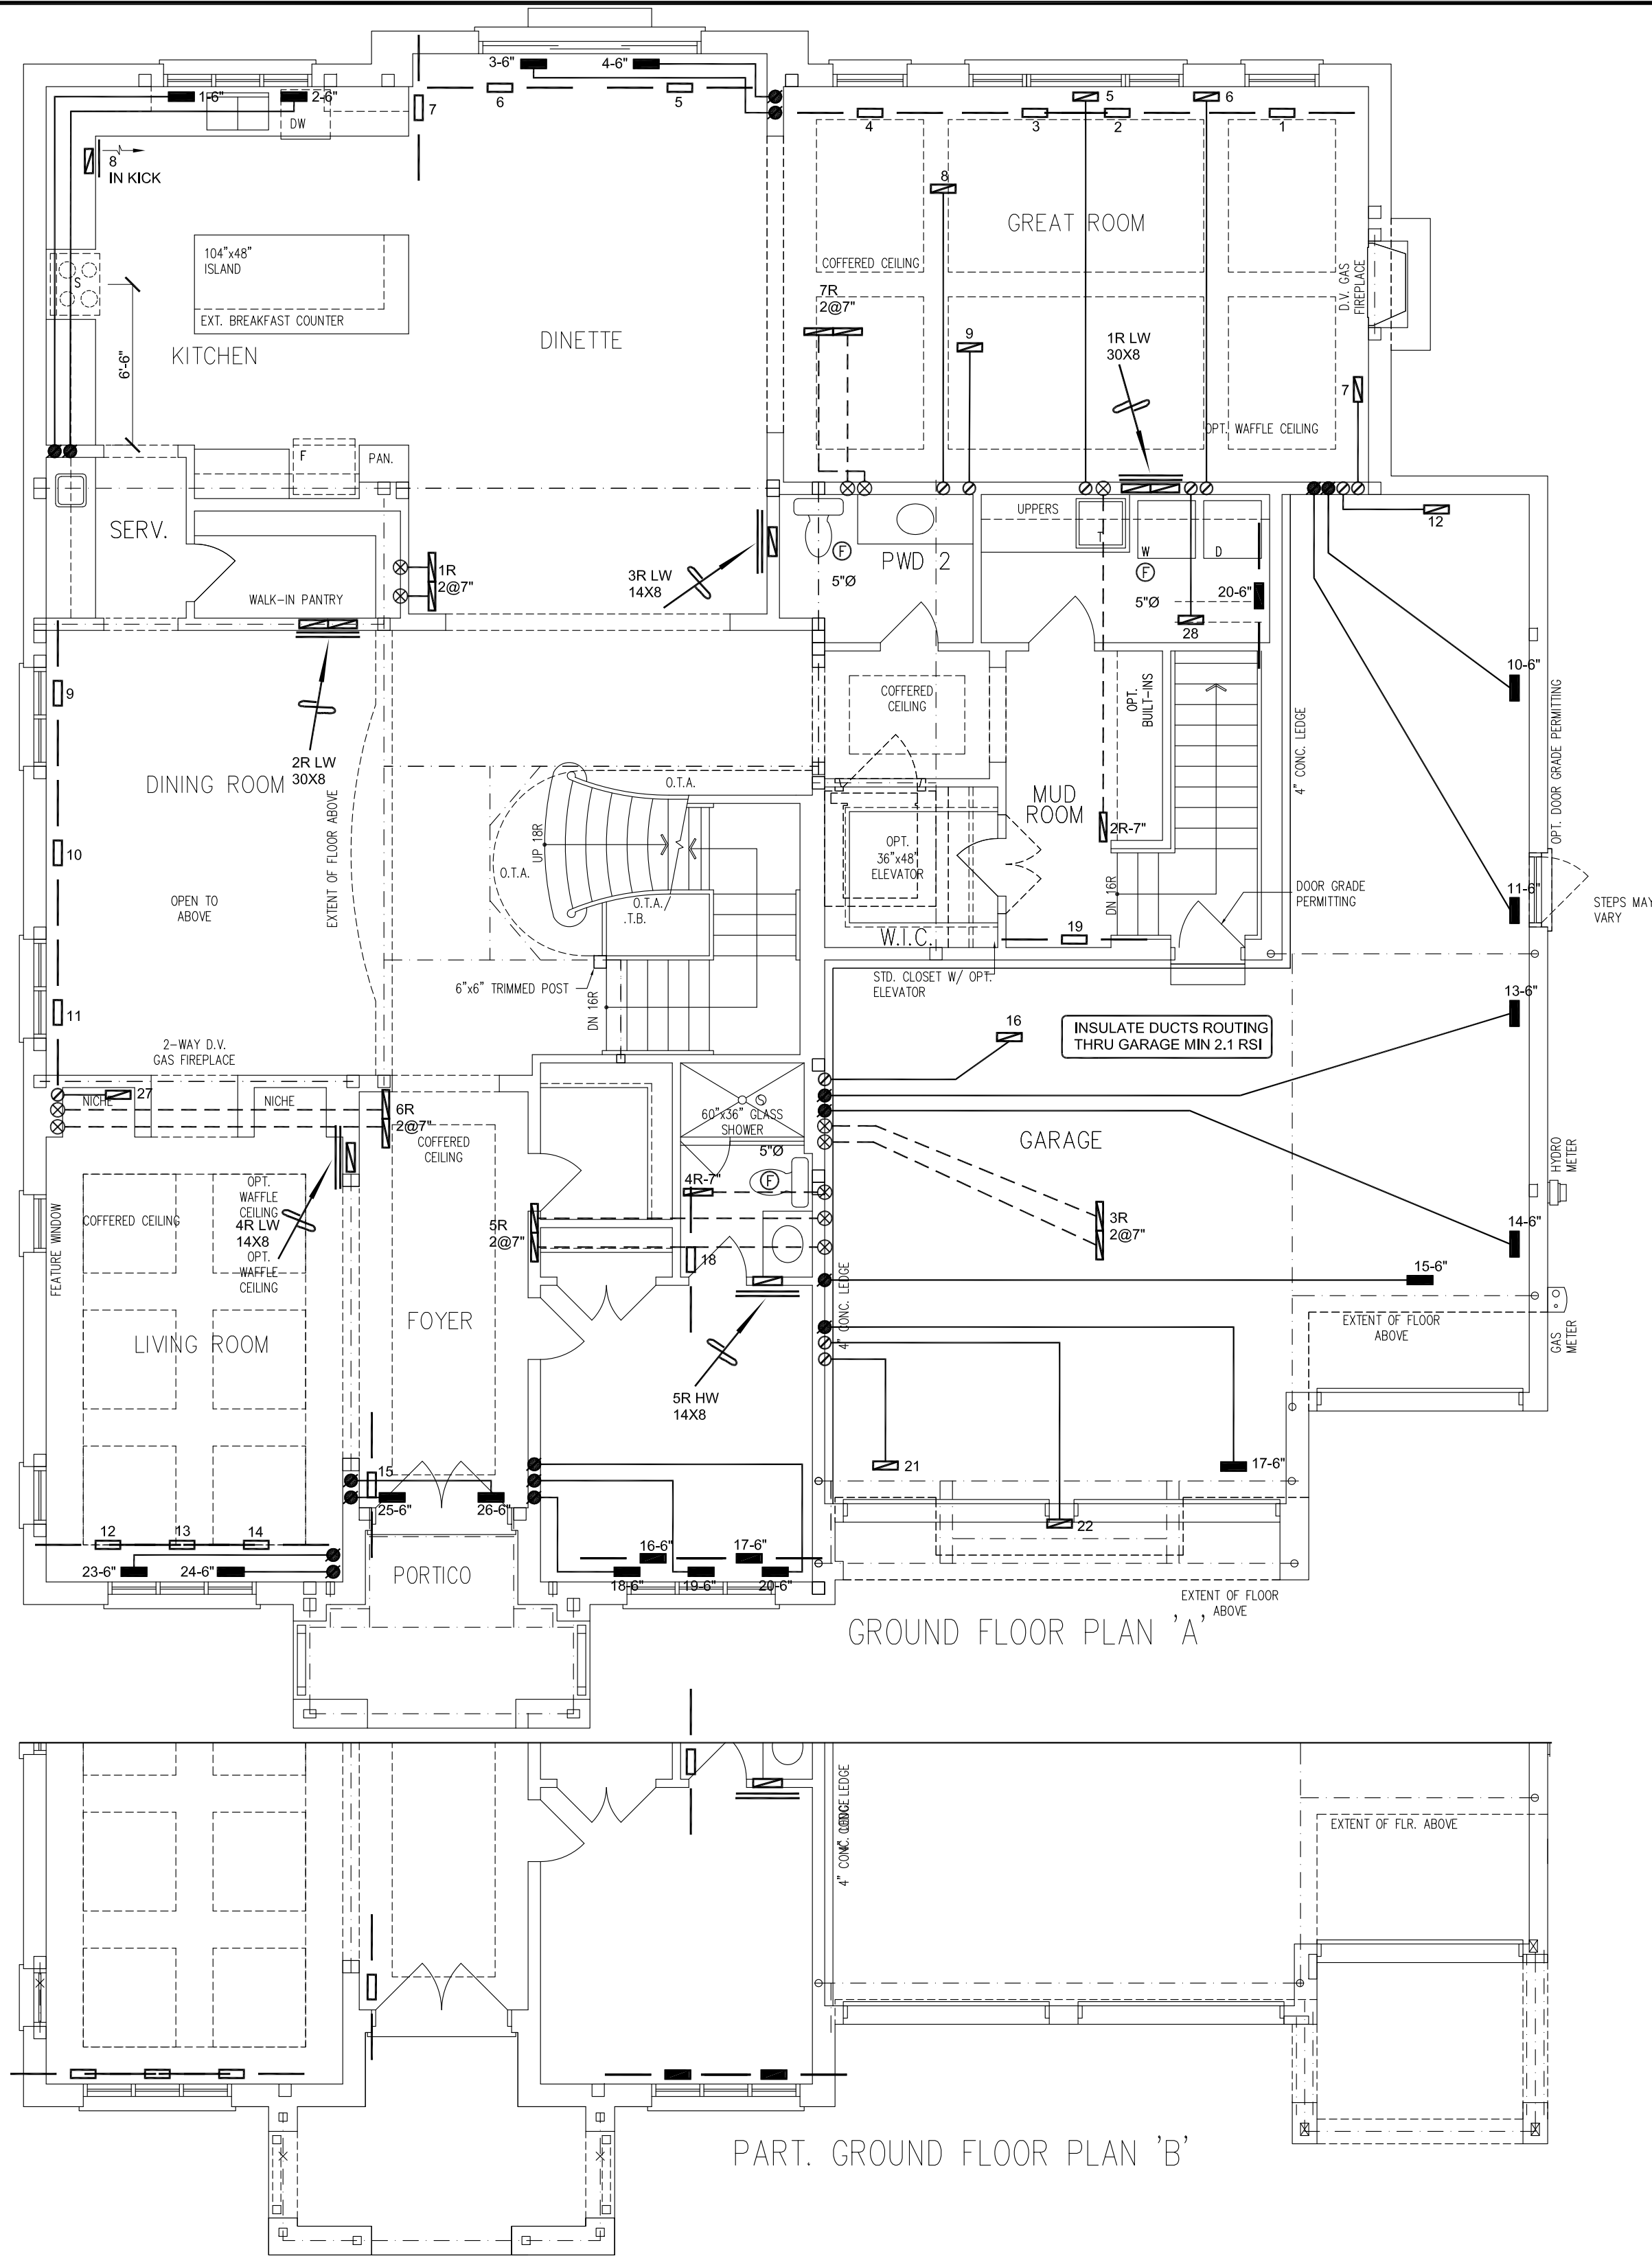 3-6"
4-6"
1-6"
2-6"
DW
7
6
5
5
6
4
3
2
1
8
IN KICK
8
GREAT ROOM
104"x48"
ISLAND
S
COFFERED CEILING
D.V. GAS
FIREPLACE
7R
2@7"
EXT. BREAKFAST COUNTER
DINETTE
KITCHEN
9
1R LW
30X8
6'-6"
7
OPT. WAFFLE CEILING
F
PAN.
UPPERS
12
SERV.
T
W
D
F
PWD 2
F
1R
2@7"
3R LW
14X8
5"Ø
5"Ø
20-6"
WALK-IN PANTRY
28
10-6"
9
COFFERED
CEILING
OPT.
BUILT-INS
4" CONC. LEDGE
OPT. DOOR GRADE PERMITTING
2R LW
30X8
DINING ROOM
O.T.A.
MUD
ROOM
EXTENT OF FLOOR ABOVE
UP 18R
2R-7"
10
OPT.
36"x48"
ELEVATOR
O.T.A.
OPEN TO
ABOVE
O.T.A./
.T.B.
DN 16R
DOOR GRADE
PERMITTING
11-6"
STEPS MAY
VARY
W.I.C.
19
6"x6" TRIMMED POST
STD. CLOSET W/ OPT.
ELEVATOR
DN 16R
13-6"
11
16
INSULATE DUCTS ROUTING
THRU GARAGE MIN 2.1 RSI
2-WAY D.V.
GAS FIREPLACE
NICHE
27
NICHE
6R
2@7"
60"x36" GLASS
SHOWER
COFFERED
CEILING
GARAGE
HYDRO
METER
5"Ø
F
4R-7"
OPT.
WAFFLE
CEILING
COFFERED CEILING
4R LW
14X8
OPT.
WAFFLE
CEILING
FEATURE WINDOW
5R
2@7"
3R
2@7"
14-6"
18
15-6"
4" CONC. LEDGE
FOYER
EXTENT OF FLOOR
ABOVE
GAS
METER
LIVING ROOM
5R HW
14X8
15
21
17-6"
25-6"
26-6"
22
12
13
14
16-6"
17-6"
23-6"
24-6"
PORTICO
18-6"
19-6"
20-6"
EXTENT OF FLOOR
ABOVE
GROUND FLOOR PLAN 'A'
4" CONC. LEDGE
EXTENT OF FLR. ABOVE
PART. GROUND FLOOR PLAN 'B'